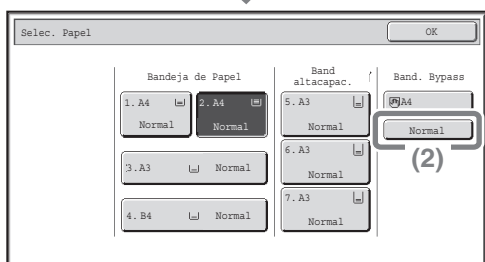 Selec. Papel
OK
Bandeja de Papel
Band altacapac.
Band. Bypass
1. A4
Normal
2. A4
Normal
3. A3 Normal
4. B4 Normal
5. A3
Normal
6. A3
Normal
7. A3
Normal
A4
Normal
(2)